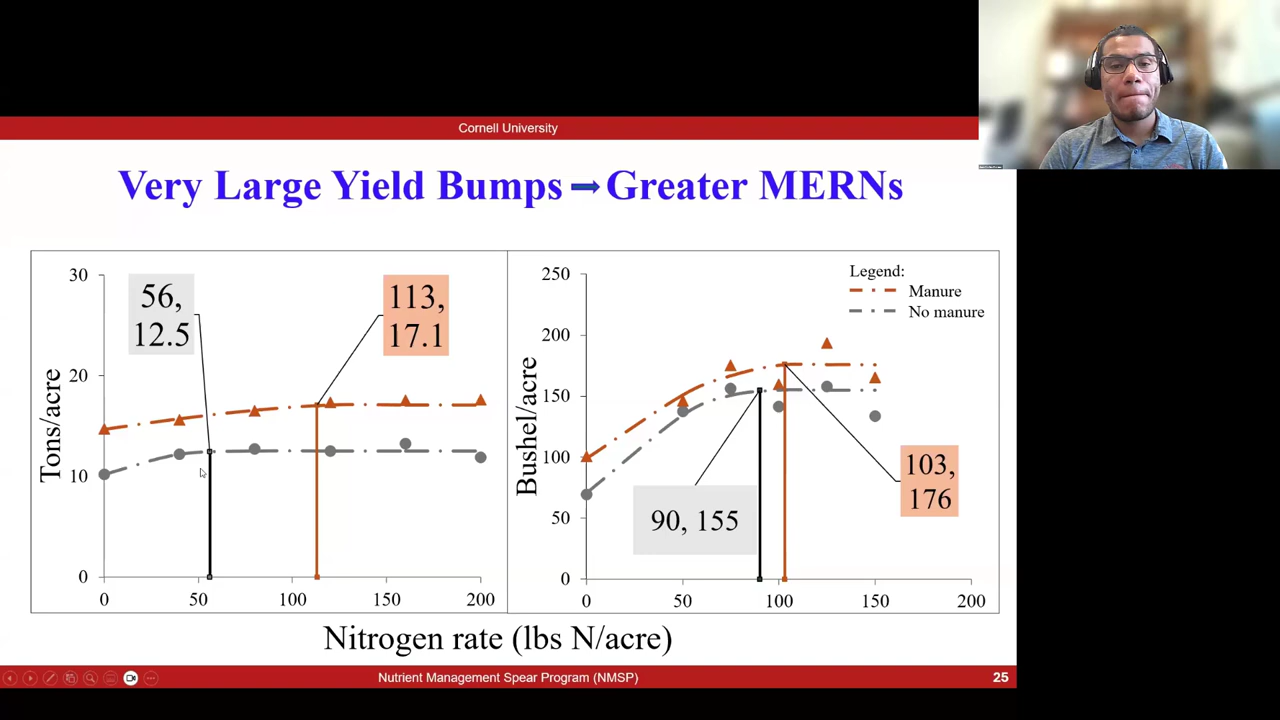 Cornell University
Very Large Yield Bumps → Greater MERNs
30
20
10
0
Tons/acre
56,
12.5
113,
17.1
0 50 100 150 200
250
200
150
100
50
0
Bushel/acre
Legend:
Manure
No manure
90, 155
103,
176
0 50 100 150 200
Nitrogen rate (lbs N/acre)
Nutrient Management Spear Program (NMSP)
25